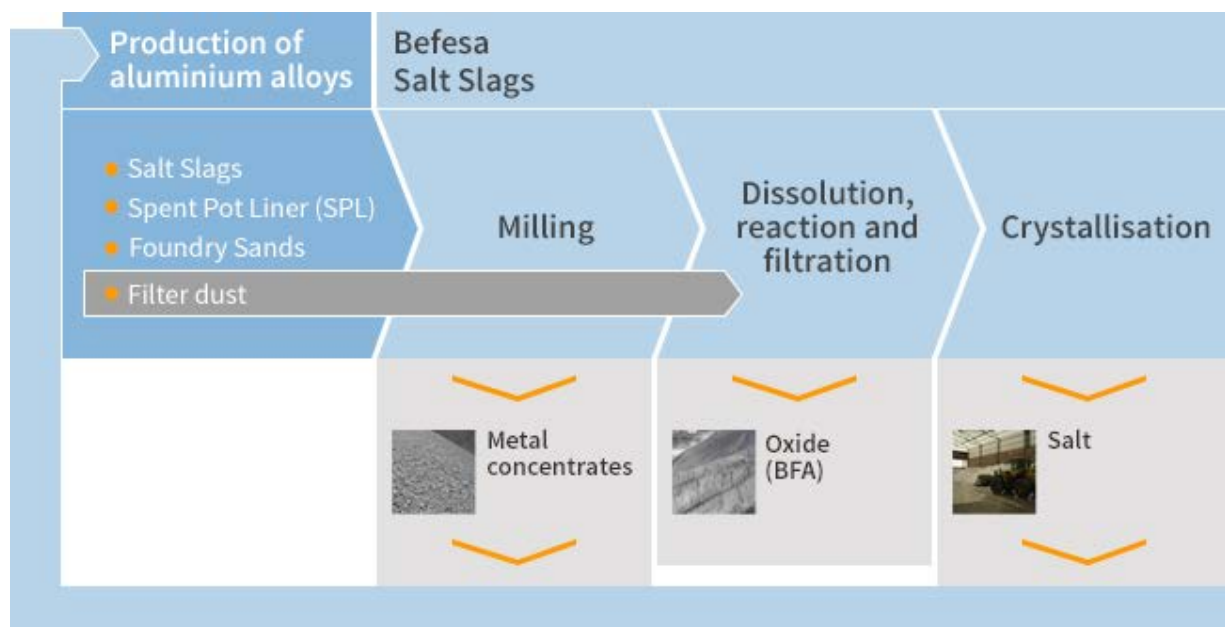 Production of
aluminium alloys
Befesa
Salt Slags
Salt Slags
Spent Pot Liner (SPL)
Foundry Sands
Filter dust
Milling
Dissolution,
reaction and
filtration
Crystallisation
Metal
concentrates
Oxide
(BFA)
Salt